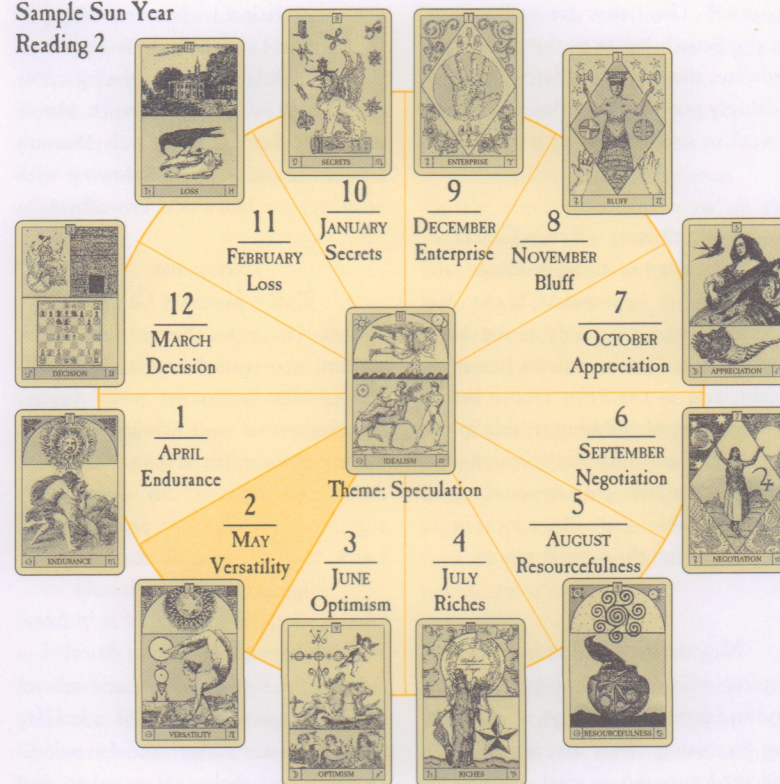 Sample Sun Year
Reading 2
LOSS
SECRETS
ENTERPRISE
BLUFF
APPRECIATION
NEGOTIATION
RESOURCEFULNESS
RICHES
OPTIMISM
VERSATILITY
ENDURANCE
DECISION
IDEALISM
Theme: Speculation
1
APRIL
Endurance
2
MAY
Versatility
3
JUNE
Optimism
4
JULY
Riches
5
AUGUST
Resourcefulness
6
SEPTEMBER
Negotiation
7
OCTOBER
Appreciation
8
NOVEMBER
Bluff
9
DECEMBER
Enterprise
10
JANUARY
Secrets
11
FEBRUARY
Loss
12
MARCH
Decision